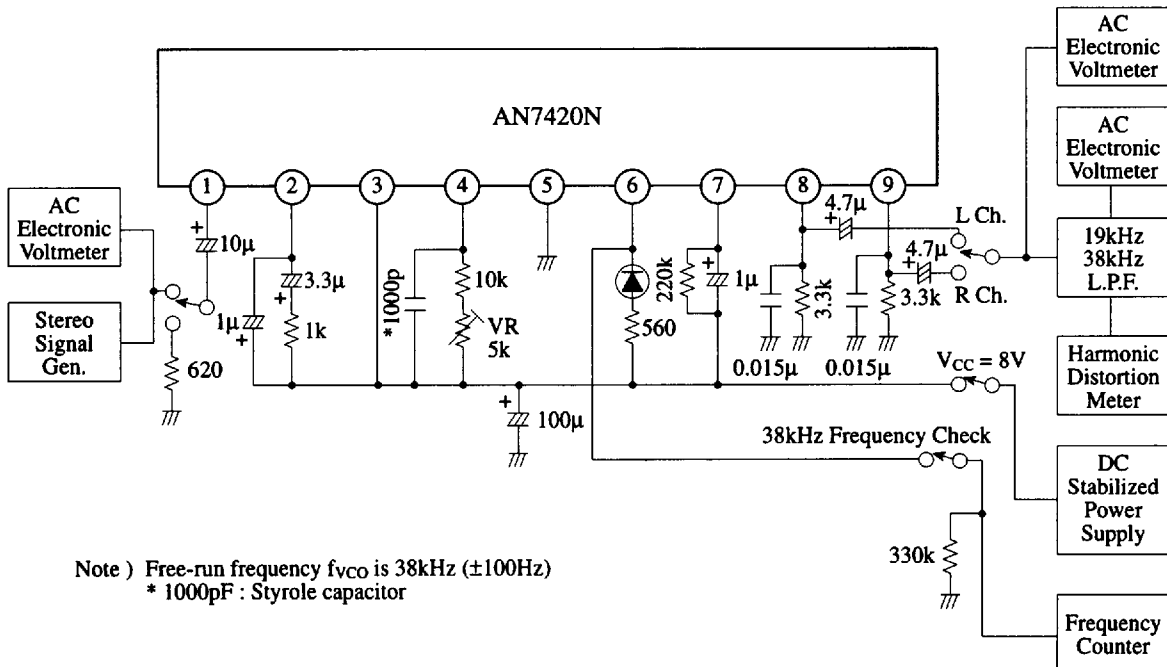 AN7420N
1
2
3
4
5
6
7
8
9
AC
Electronic
Voltmeter
Stereo
Signal
Gen.
10μ
620
1μ
3.3μ
1k
*1000p
10k
VR
5k
100μ
560
220k
1μ
4.7μ
L Ch.
4.7μ
R Ch.
3.3k
3.3k
0.015μ
0.015μ
VCC = 8V
38kHz Frequency Check
330k
AC
Electronic
Voltmeter
AC
Electronic
Voltmeter
19kHz
38kHz
L.P.F.
Harmonic
Distortion
Meter
DC
Stabilized
Power
Supply
Frequency
Counter
Note ) Free-run frequency fVCO is 38kHz (±100Hz)
* 1000pF : Styrole capacitor